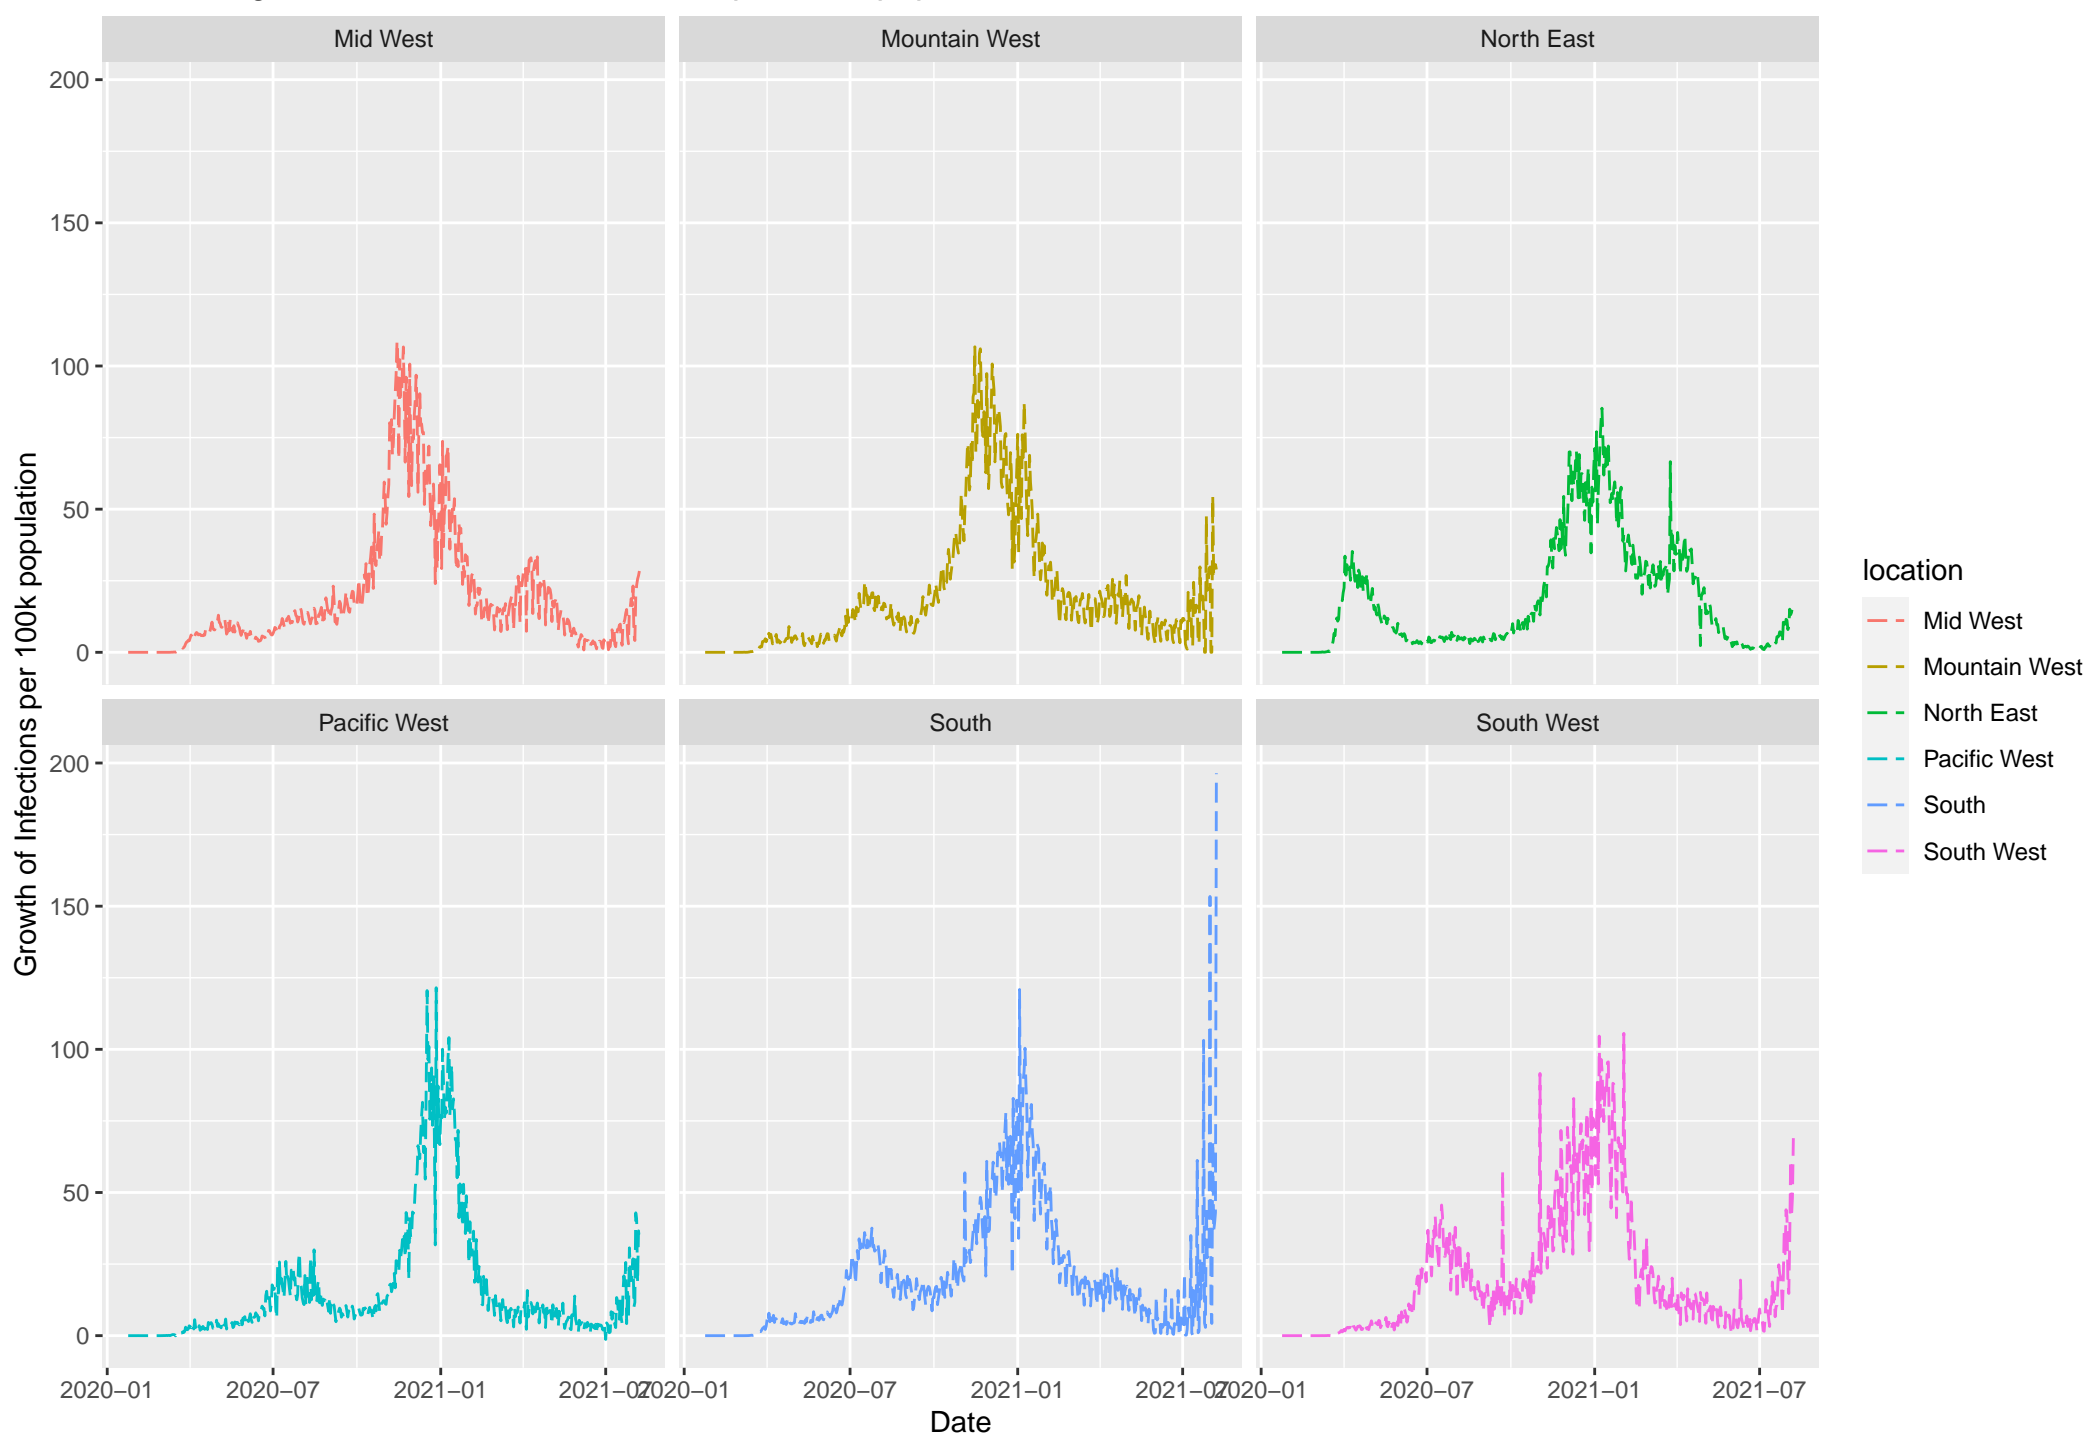 Mid West
Mountain West
North East
200
150
100
50
0
Growth of Infections per 100k population
Pacific West
South
South West
200
150
100
50
0
2020−01
2020−07
2021−01
2021−07
2020−01
2020−07
2021−01
2021−07
2020−01
2020−07
2021−01
2021−07
Date
location
Mid West
Mountain West
North East
Pacific West
South
South West